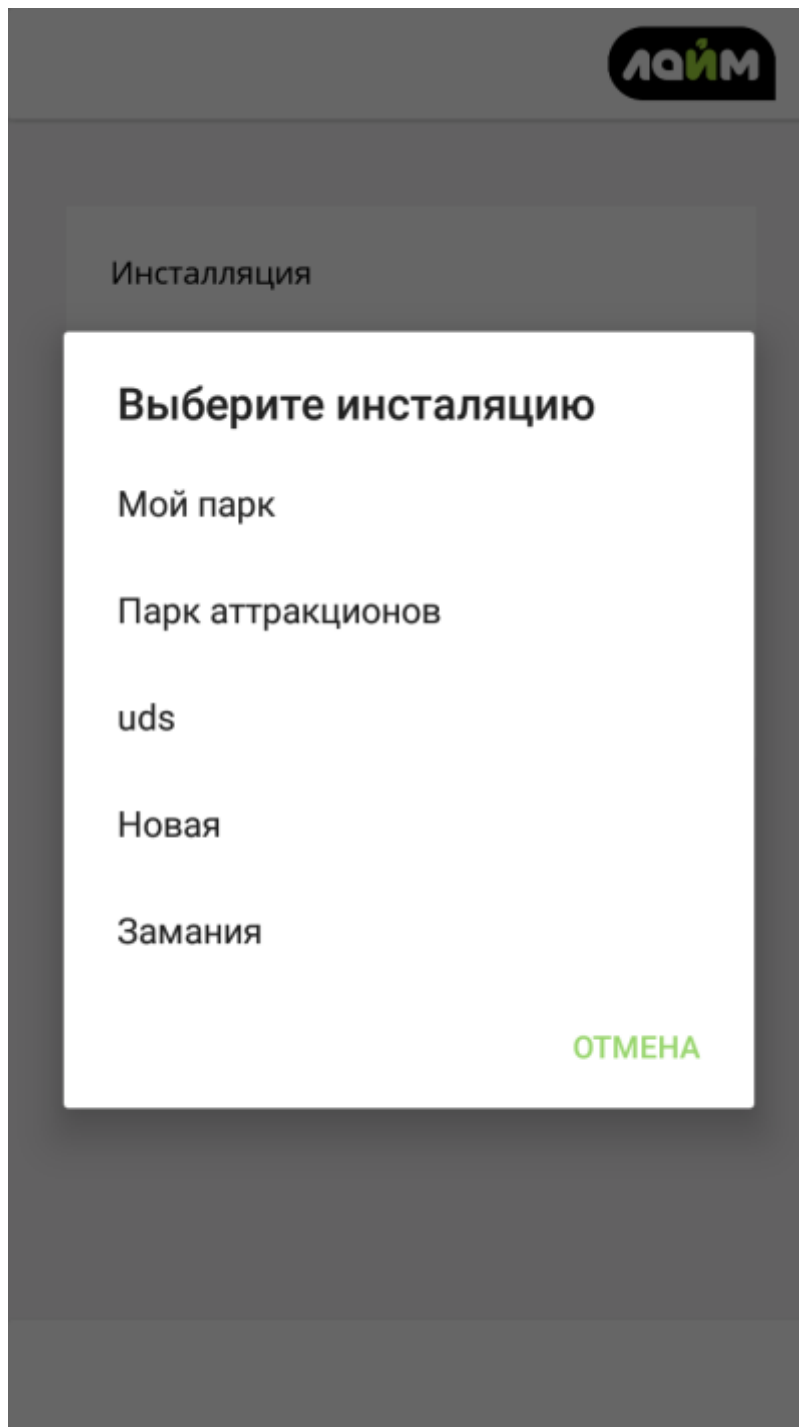 лайм
Инсталляция
Выберите инсталяцию
Мой парк
Парк аттракционов
uds
Новая
Замания
ОТМЕНА